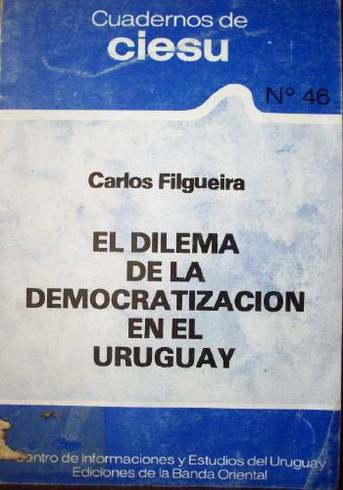 Cuadernos de
ciesu
Nº 46
Carlos Filgueira
EL DILEMA
DE LA
DEMOCRATIZACION
EN EL
URUGUAY
Centro de Informaciones y Estudios del Uruguay
Ediciones de la Banda Oriental